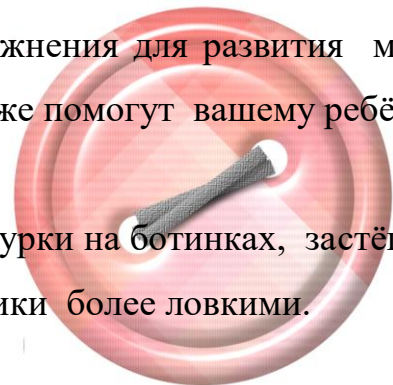 жнения для развития м
же помогут вашему ребё
урки на ботинках, застё
ики более ловкими.